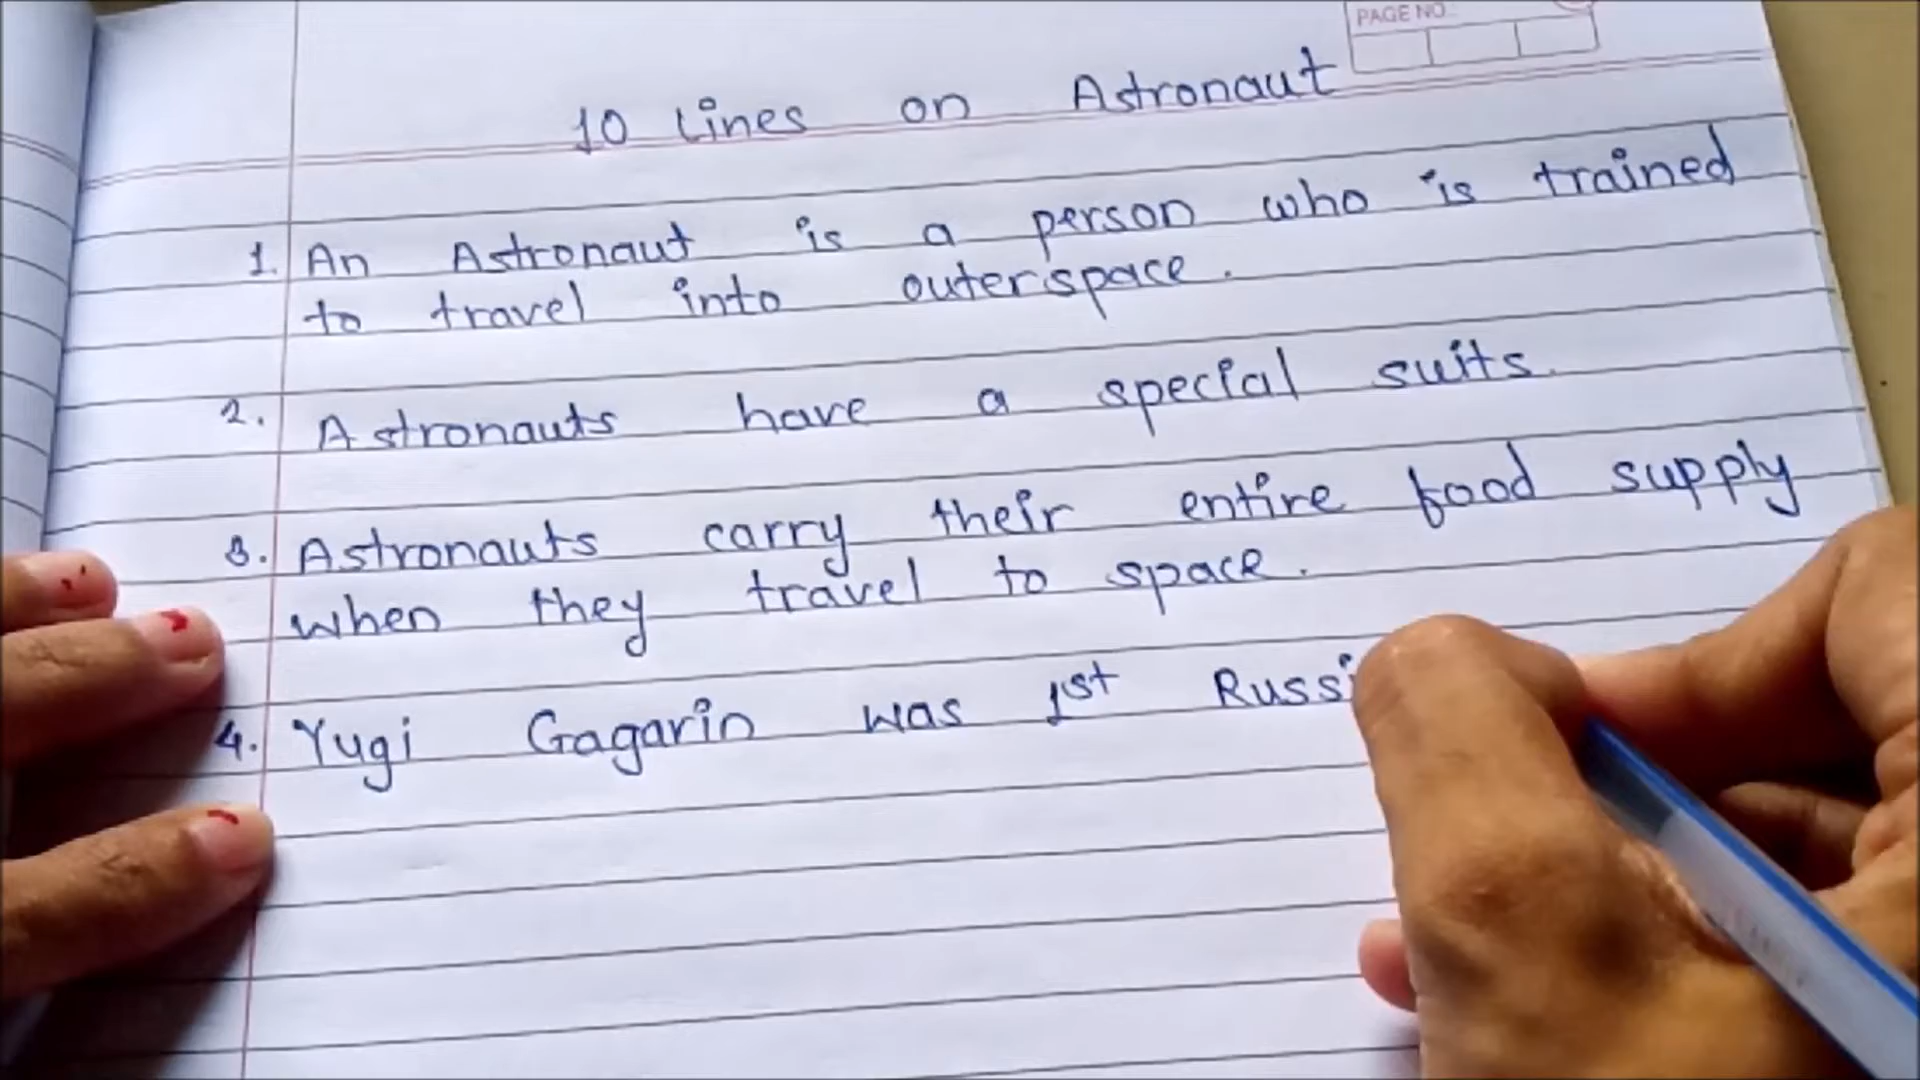 PAGE NO.
10 Lines on Astronaut
1. An Astronaut is a person who is trained
to travel into outerspace.
2. Astronauts have a special suits.
3. Astronauts carry their entire food supply
when they travel to space.
4. Yugi Gagarin was 1st Russi